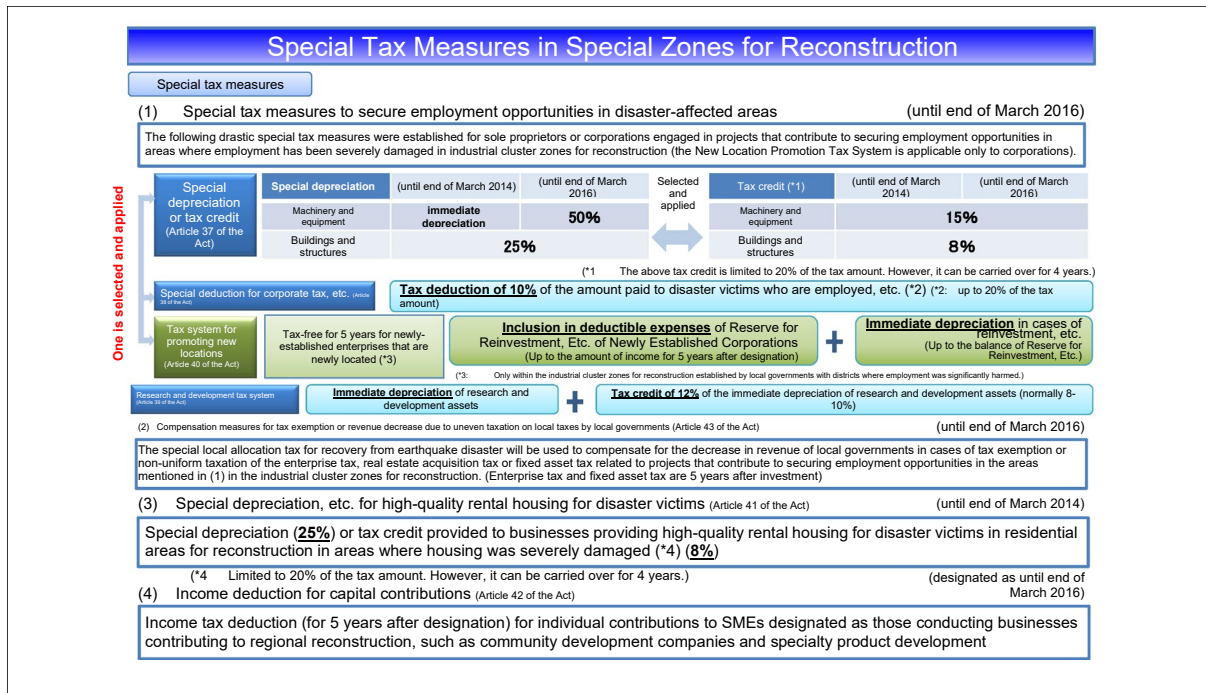 Special Tax Measures in Special Zones for Reconstruction
Special tax measures
(1) Special tax measures to secure employment opportunities in disaster-affected areas (until end of March 2016)
The following drastic special tax measures were established for sole proprietors or corporations engaged in projects that contribute to securing employment opportunities in
areas where employment has been severely damaged in industrial cluster zones for reconstruction (the New Location Promotion Tax System is applicable only to corporations).
One is selected and applied
Special
depreciation
or tax credit
(Article 37 of the
Act)
Special depreciation (until end of March 2014) (until end of March
2016)
Machinery and
equipment
immediate
depreciation
50%
Buildings and
structures
25%
Selected
and
applied
Tax credit (*1) (until end of March
2014)
(until end of March
2016)
Machinery and
equipment
15%
Buildings and
structures
8%
(*1 The above tax credit is limited to 20% of the tax amount. However, it can be carried over for 4 years.)
Special deduction for corporate tax, etc. (Article
38 of the Act)
Tax deduction of 10% of the amount paid to disaster victims who are employed, etc. (*2) (*2: up to 20% of the tax
amount)
Tax system for
promoting new
locations
(Article 40 of the Act)
Tax-free for 5 years for newly-
established enterprises that are
newly located (*3)
Inclusion in deductible expenses of Reserve for
Reinvestment, Etc. of Newly Established Corporations
(Up to the amount of income for 5 years after designation)
+
Immediate depreciation in cases of
reinvestment, etc.
(Up to the balance of Reserve for
Reinvestment, Etc.)
(*3: Only within the industrial cluster zones for reconstruction established by local governments with districts where employment was significantly harmed.)
Research and development tax system
(Article 39 of the Act)
Immediate depreciation of research and
development assets
+
Tax credit of 12% of the immediate depreciation of research and development assets (normally 8-
10%)
(2) Compensation measures for tax exemption or revenue decrease due to uneven taxation on local taxes by local governments (Article 43 of the Act) (until end of March 2016)
The special local allocation tax for recovery from earthquake disaster will be used to compensate for the decrease in revenue of local governments in cases of tax exemption or
non-uniform taxation of the enterprise tax, real estate acquisition tax or fixed asset tax related to projects that contribute to securing employment opportunities in the areas
mentioned in (1) in the industrial cluster zones for reconstruction. (Enterprise tax and fixed asset tax are 5 years after investment)
(3) Special depreciation, etc. for high-quality rental housing for disaster victims (Article 41 of the Act) (until end of March 2014)
Special depreciation (25%) or tax credit provided to businesses providing high-quality rental housing for disaster victims in residential
areas for reconstruction in areas where housing was severely damaged (*4) (8%)
(*4 Limited to 20% of the tax amount. However, it can be carried over for 4 years.)
(designated as until end of
March 2016)
(4) Income deduction for capital contributions (Article 42 of the Act)
Income tax deduction (for 5 years after designation) for individual contributions to SMEs designated as those conducting businesses
contributing to regional reconstruction, such as community development companies and specialty product development